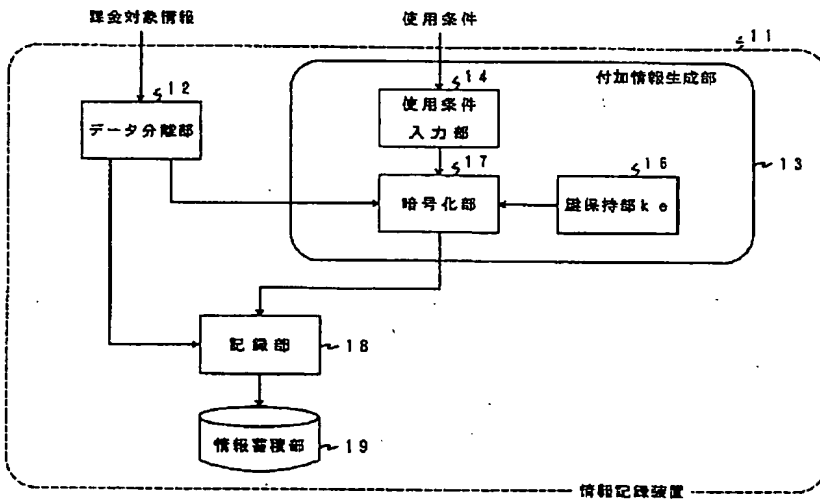 課金対象情報
使用条件
11
付加情報生成部
12
データ分離部
14
使用条件
入力部
13
17
暗号化部
16
鍵保持部ke
記録部
18
情報蓄積部
19
情報記録装置